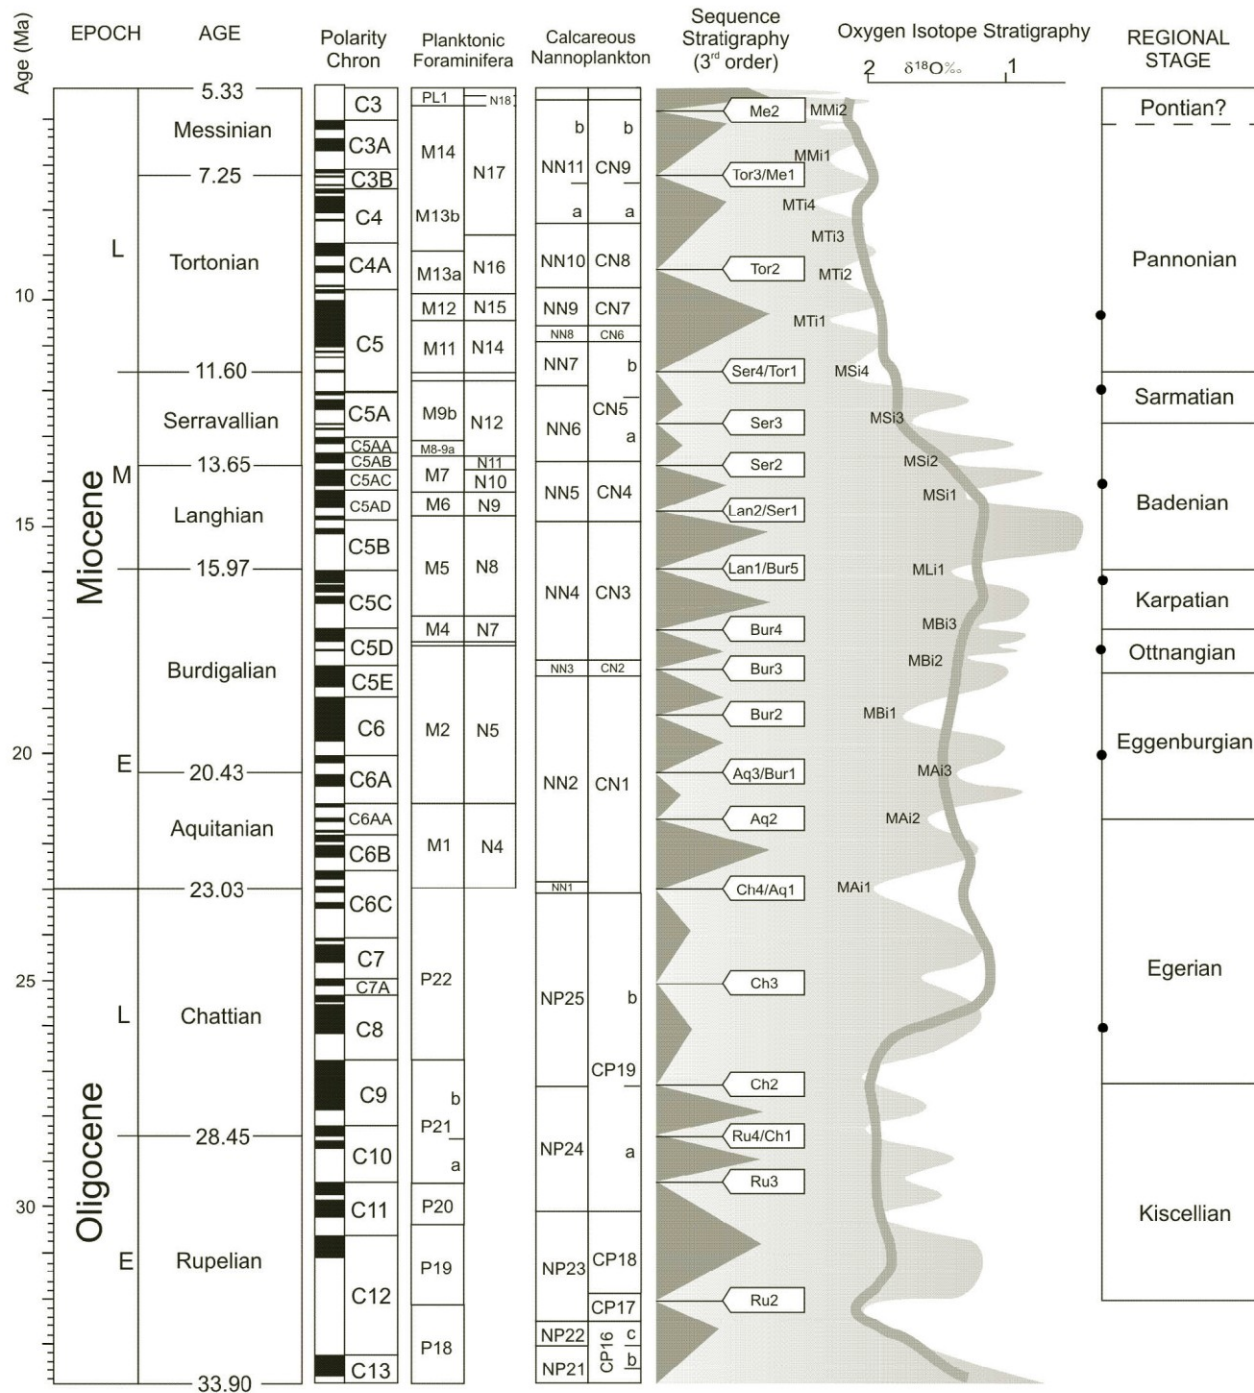 Age (Ma)
EPOCH
AGE
Polarity
Chron
Planktonic
Foraminifera
Calcareous
Nannoplankton
Sequence
Stratigraphy
(3rd order)
Oxygen Isotope Stratigraphy
2
δ18O‰
1
REGIONAL
STAGE
10
15
20
25
30
Miocene
L
M
E
Oligocene
L
E
5.33
Messinian
7.25
Tortonian
11.60
Serravallian
13.65
Langhian
15.97
Burdigalian
20.43
Aquitanian
23.03
Chattian
28.45
Rupelian
33.90
C3
C3A
C3B
C4
C4A
C5
C5A
C5AA
C5AB
C5AC
C5AD
C5B
C5C
C5D
C5E
C6
C6A
C6AA
C6B
C6C
C7
C7A
C8
C9
C10
C11
C12
C13
PL1
M14
M13b
M13a
M12
M11
M9b
M8-9a
M7
M6
M5
M4
M2
M1
P22
b
P21
a
P20
P19
P18
N18
N17
N16
N15
N14
N12
N11
N10
N9
N8
N7
N5
N4
b
NN11
a
NN10
NN9
NN8
NN7
NN6
NN5
NN4
NN3
NN2
NN1
NP25
NP24
NP23
NP22
NP21
b
CN9
a
CN8
CN7
CN6
b
CN5
a
CN4
CN3
CN2
CN1
b
CP19
a
CP18
CP17
CP16
c
b
Me2
Tor3/Me1
Tor2
Ser4/Tor1
Ser3
Ser2
Lan2/Ser1
Lan1/Bur5
Bur4
Bur3
Bur2
Aq3/Bur1
Aq2
Ch4/Aq1
Ch3
Ch2
Ru4/Ch1
Ru3
Ru2
MMi2
MMi1
MTi4
MTi3
MTi2
MTi1
MSi4
MSi3
MSi2
MSi1
MLi1
MBi3
MBi2
MBi1
MAi3
MAi2
MAi1
Pontian?
Pannonian
Sarmatian
Badenian
Karpatian
Ottnangian
Eggenburgian
Egerian
Kiscellian